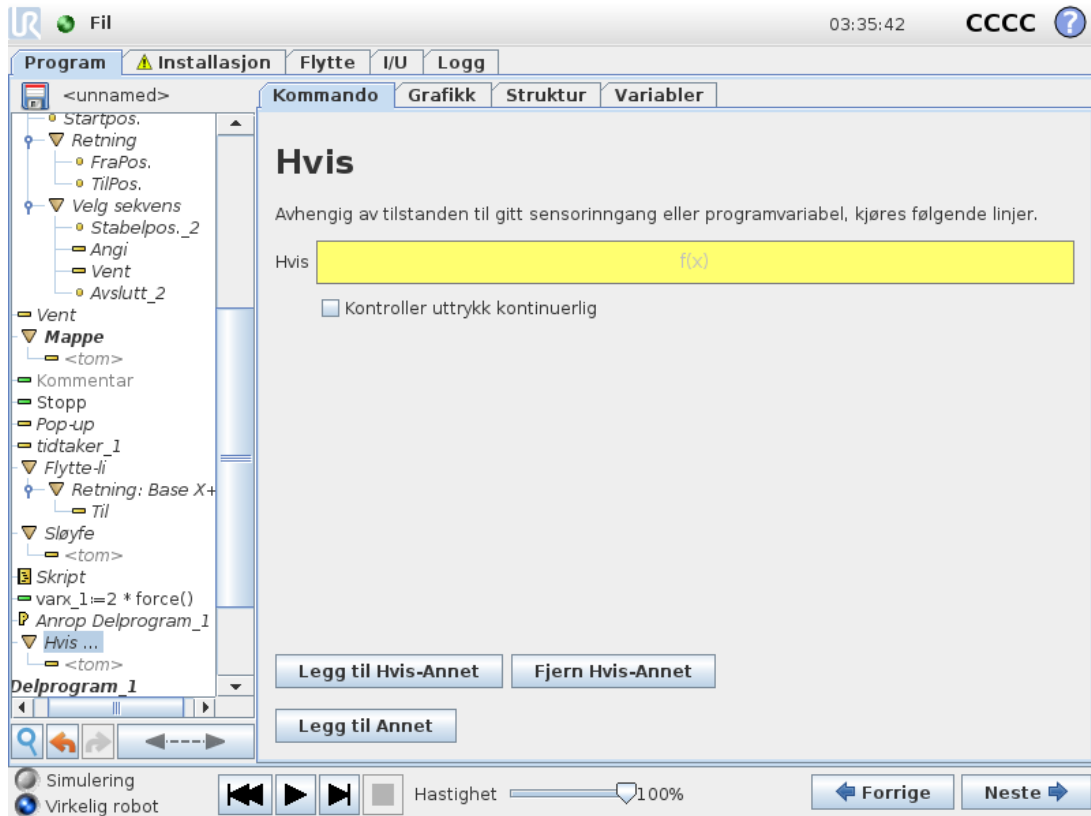 Fil
03:35:42
CCCC
?
Program
Installasjon
Flytte
I/U
Logg
<unnamed>
Kommando
Grafikk
Struktur
Variabler
Startpos.
Retning
FraPos.
TilPos.
Velg sekvens
Stabelpos._2
Angi
Vent
Avslutt_2
Vent
Mappe
<tom>
Kommentar
Stopp
Pop-up
tidtaker_1
Flytte-li
Retning: Base X+
Til
Sløyfe
<tom>
Skript
varx_1:=2 * force()
P Anrop Delprogram_1
Hvis ...
<tom>
Delprogram_1
Hvis
Avhengig av tilstanden til gitt sensorinngang eller programvariabel, kjøres følgende linjer.
Hvis
f(x)
Kontroller uttrykk kontinuerlig
Legg til Hvis-Annet
Fjern Hvis-Annet
Legg til Annet
Simulering
Virkelig robot
Hastighet
100%
Forrige
Neste